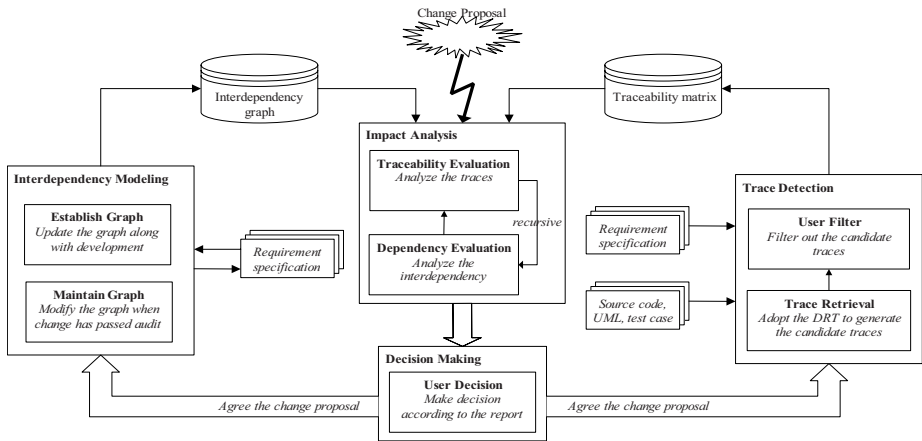 Change Proposal
Interdependency
graph
Traceability matrix
Impact Analysis
Traceability Evaluation
Analyze the traces
recursive
Dependency Evaluation
Analyze the
interdependency
Interdependency Modeling
Establish Graph
Update the graph along
with development
Maintain Graph
Modify the graph when
change has passed audit
Requirement
specification
Requirement
specification
Source code,
UML, test case
Trace Detection
User Filter
Filter out the candidate
traces
Trace Retrieval
Adopt the DRT to generate
the candidate traces
Decision Making
User Decision
Make decision
according to the report
Agree the change proposal
Agree the change proposal